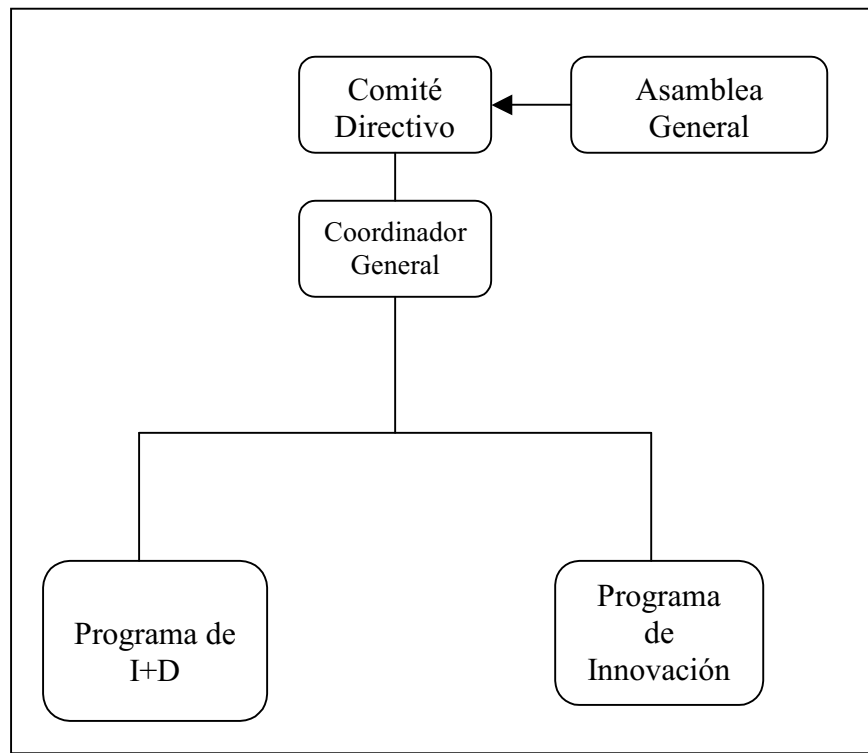 Comité
Directivo
Asamblea
General
Coordinador
General
Programa de
I+D
Programa
de
Innovación